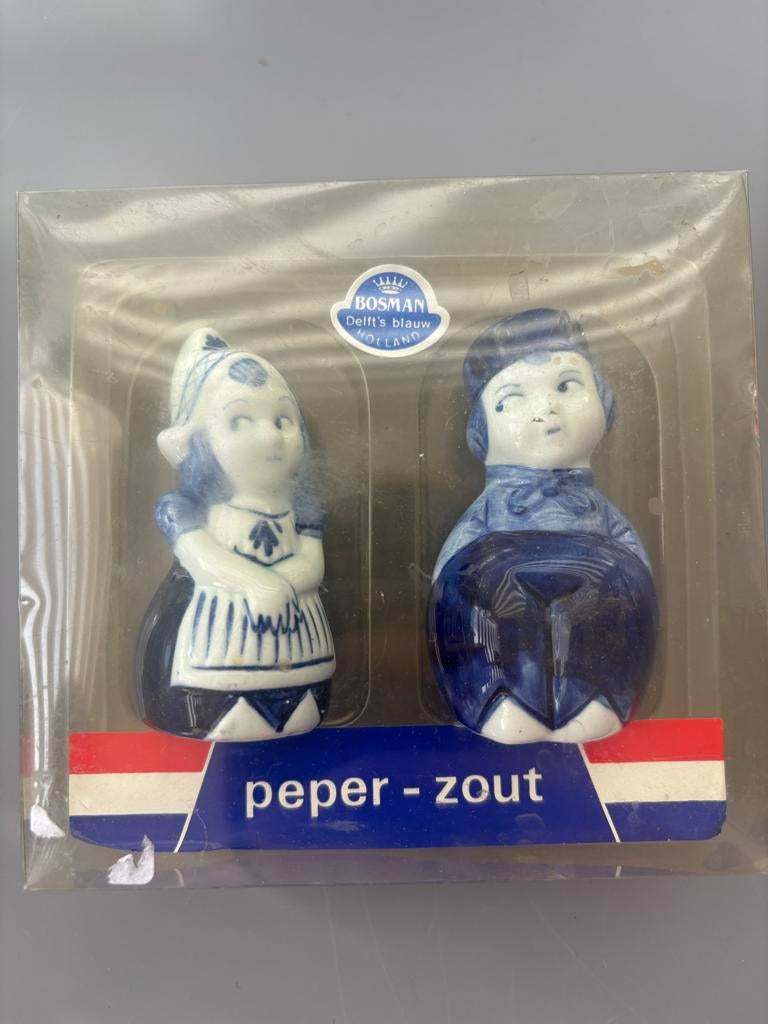 BOSMAN
Delft's blauw
HOLLAND
peper - zout